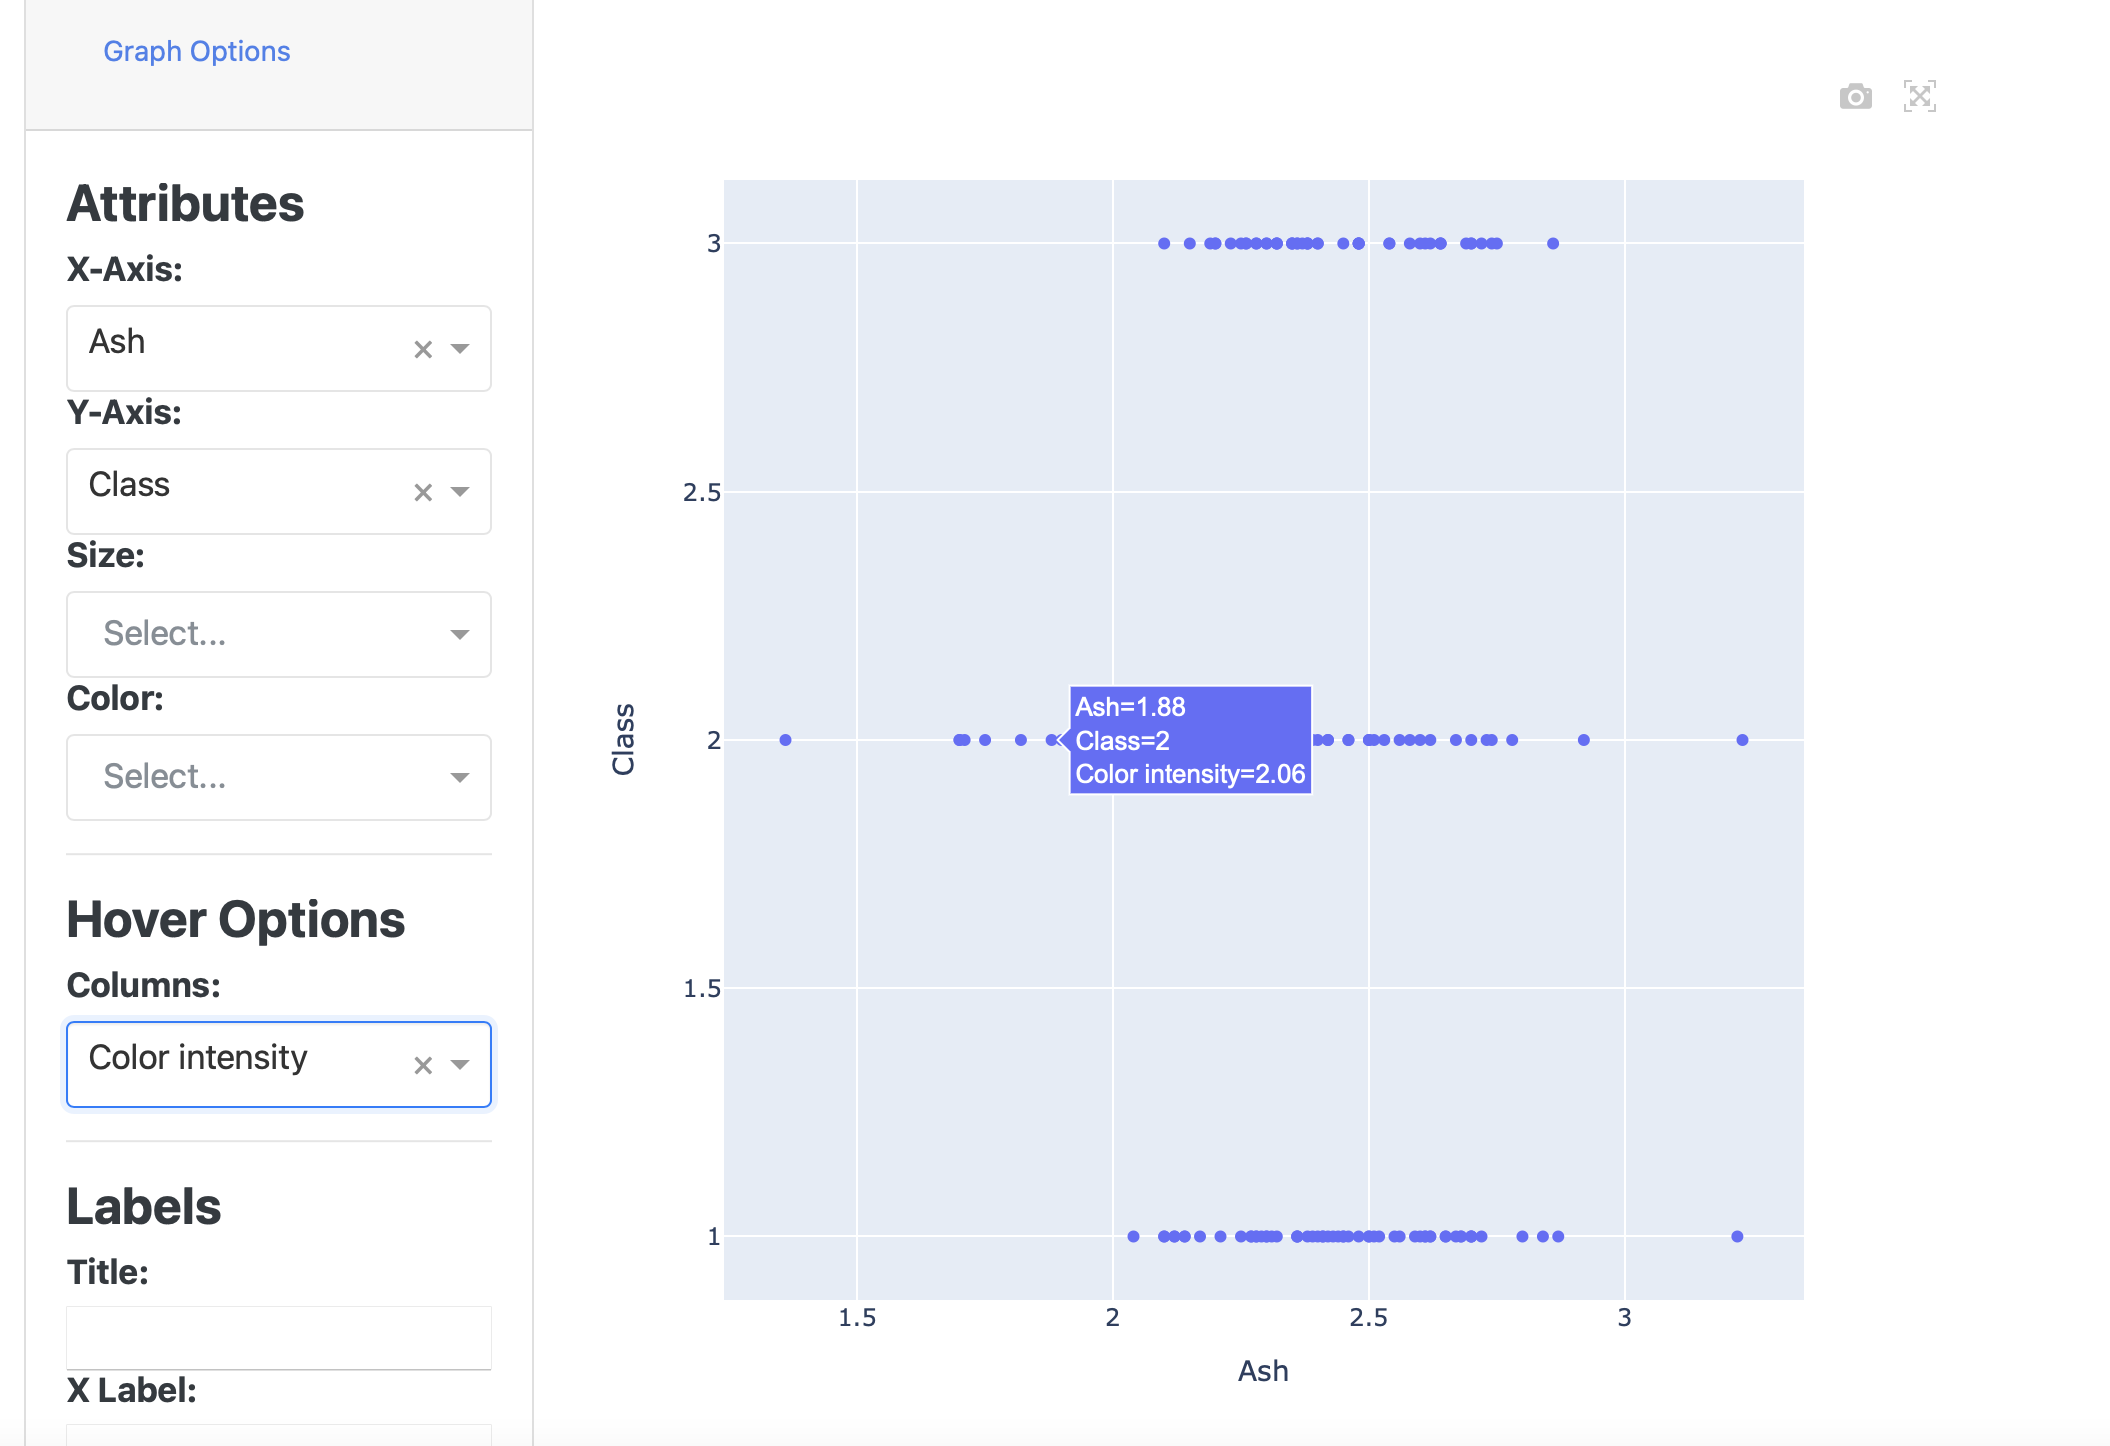 Graph Options
Attributes
X-Axis:
Ash
Y-Axis:
Class
Size:
Select...
Color:
Select...
Hover Options
Columns:
Color intensity
Labels
Title:
X Label:
3
2.5
2
1.5
1
Class
Ash=1.88
Class=2
Color intensity=2.06
1.5 2 2.5 3
Ash